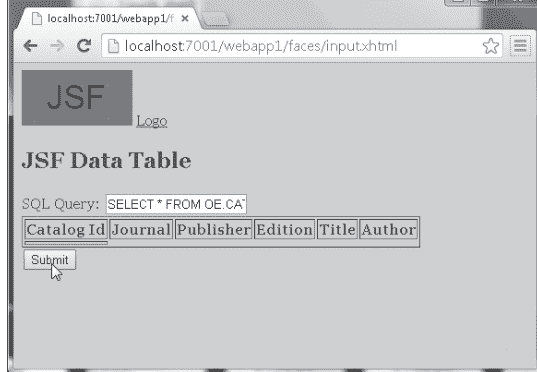 localhost:7001/webapp1/f
localhost:7001/webapp1/faces/input.xhtml
JSF
Logo
JSF Data Table
SQL Query: SELECT * FROM OE.CAT
Catalog Id Journal Publisher Edition Title Author
Submit